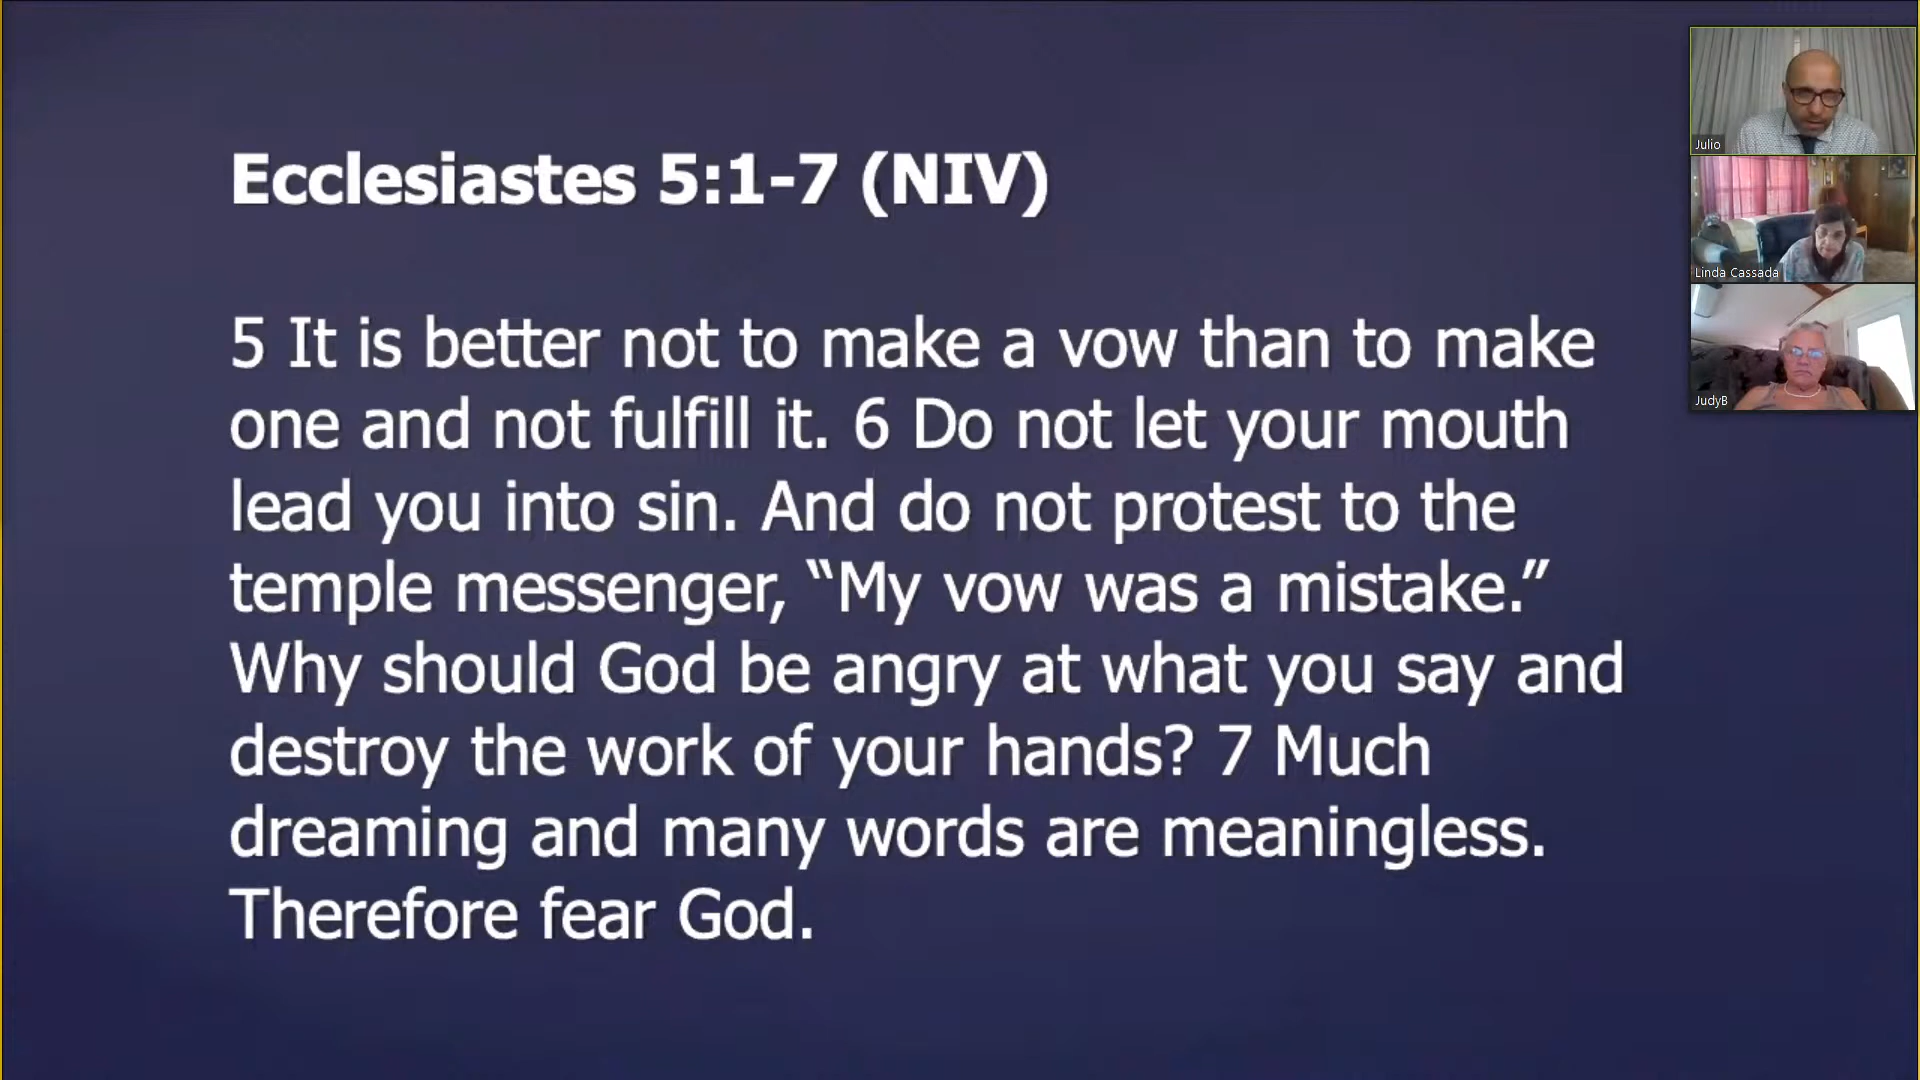 Ecclesiastes 5:1-7 (NIV)
5 It is better not to make a vow than to make
one and not fulfill it. 6 Do not let your mouth
lead you into sin. And do not protest to the
temple messenger, “My vow was a mistake.”
Why should God be angry at what you say and
destroy the work of your hands? 7 Much
dreaming and many words are meaningless.
Therefore fear God.
Julio
Linda Cassada
JudyB